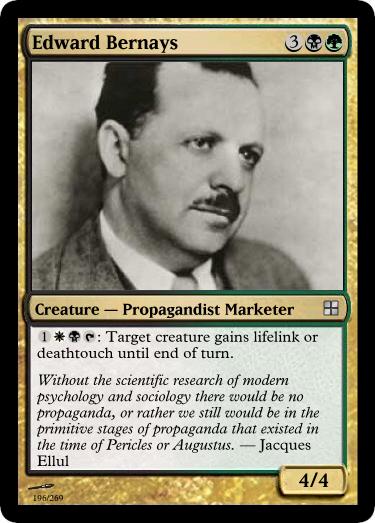 Edward Bernays 3
Creature — Propagandist Marketer
1: Target creature gains lifelink or
deathtouch until end of turn.
Without the scientific research of modern
psychology and sociology there would be no
propaganda, or rather we still would be in the
primitive stages of propaganda that existed in
the time of Pericles or Augustus. — Jacques
Ellul
4/4
196/269